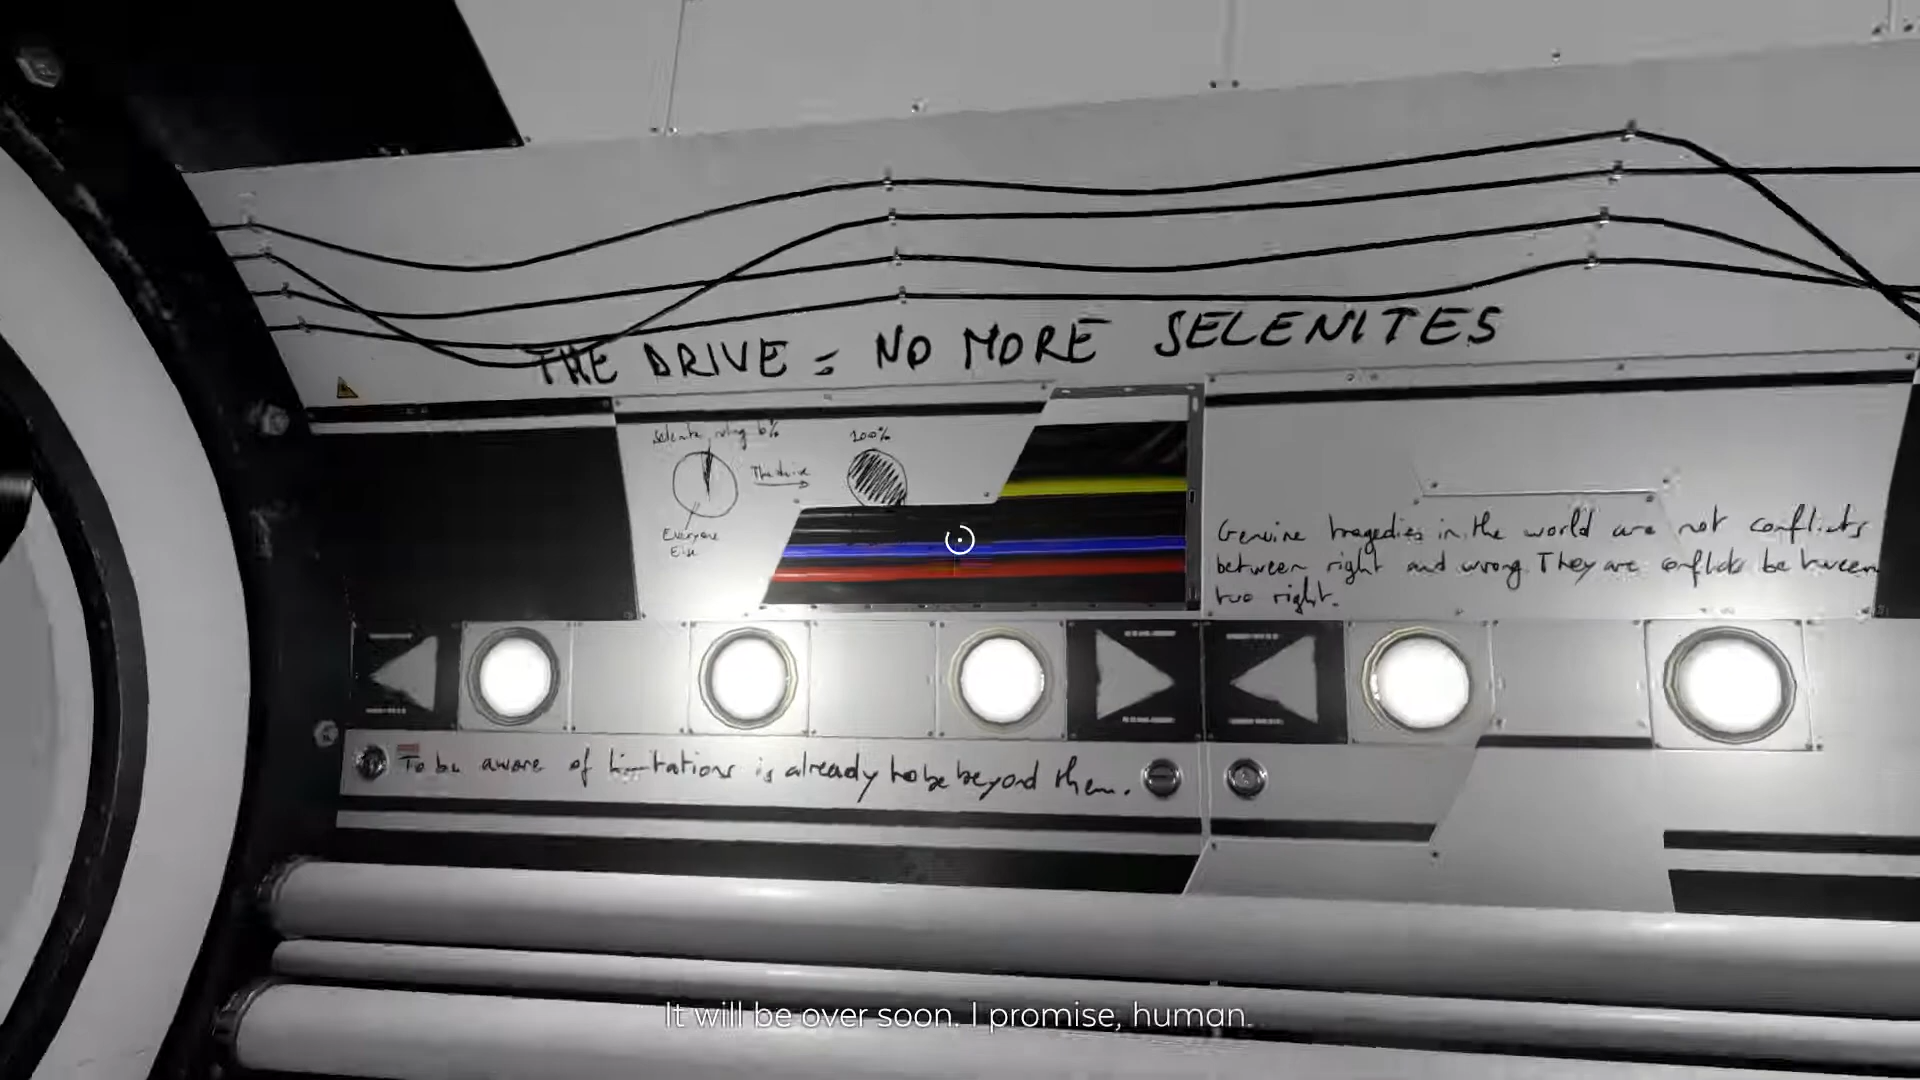 THE DRIVE = NO MORE SELENITES
Selenite ruling 6%
100%
The drive
Everyone
Else
Genuine tragedies in the world are not conflicts
between right and wrong. They are conflicts between
two right.
To be aware of limitations is already to be beyond them.
It will be over soon. I promise, human.